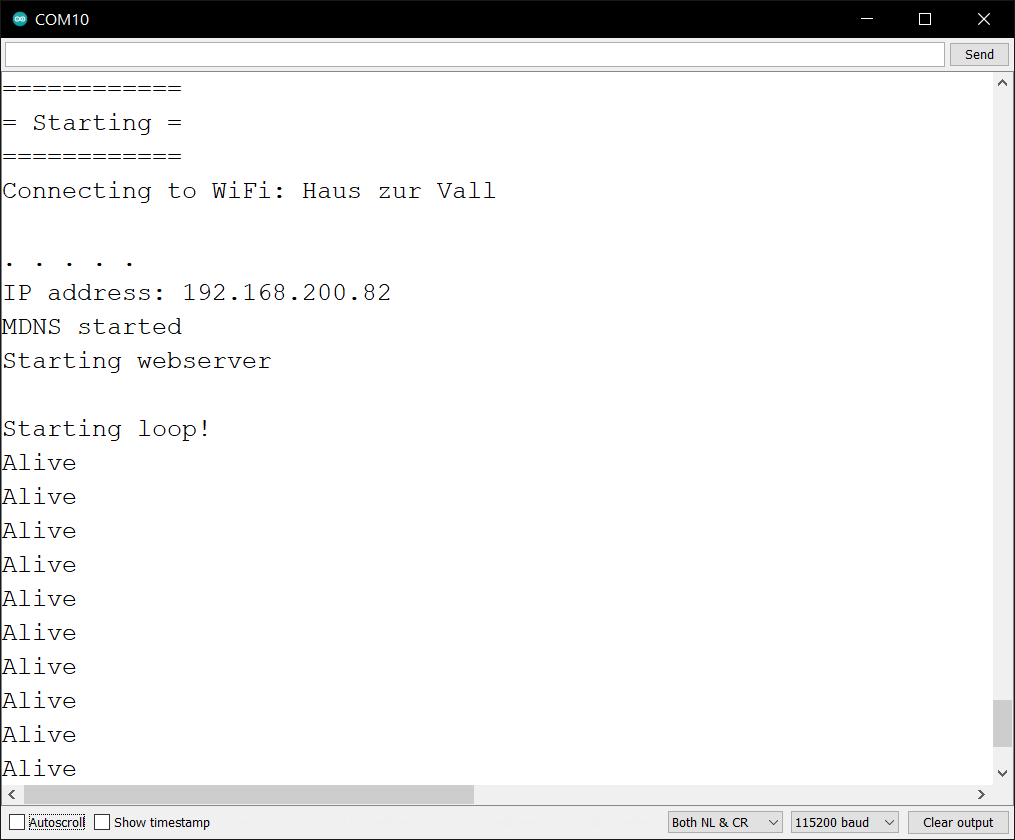 COM10
Send
============
= Starting =
============
Connecting to WiFi: Haus zur Vall
. . . . .
IP address: 192.168.200.82
MDNS started
Starting webserver
Starting loop!
Alive
Alive
Alive
Alive
Alive
Alive
Alive
Alive
Alive
Alive
Autoscroll Show timestamp Both NL & CR 115200 baud Clear output